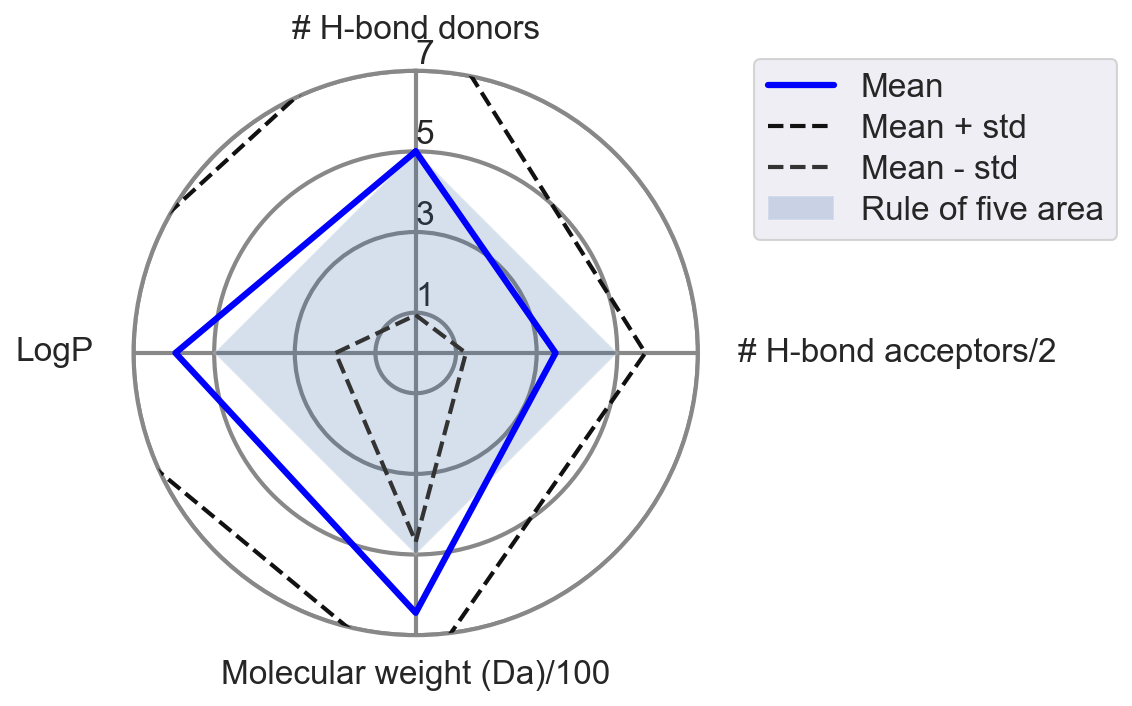 # H-bond donors
7
5
3
1
LogP
# H-bond acceptors/2
Molecular weight (Da)/100
Mean
Mean + std
Mean - std
Rule of five area